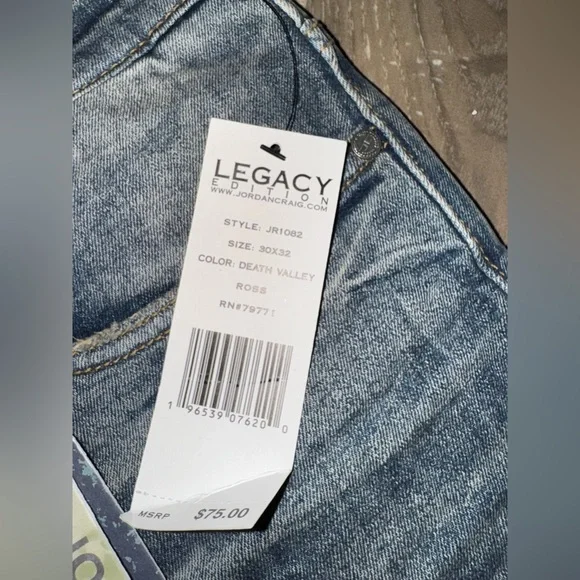 LEGACY
EDITION
WWW.JORDANCRAIG.COM
STYLE: JR1082
SIZE: 30X32
COLOR: DEATH VALLEY
ROSS
RN#79771
1 96539 07620 0
MSRP $75.00